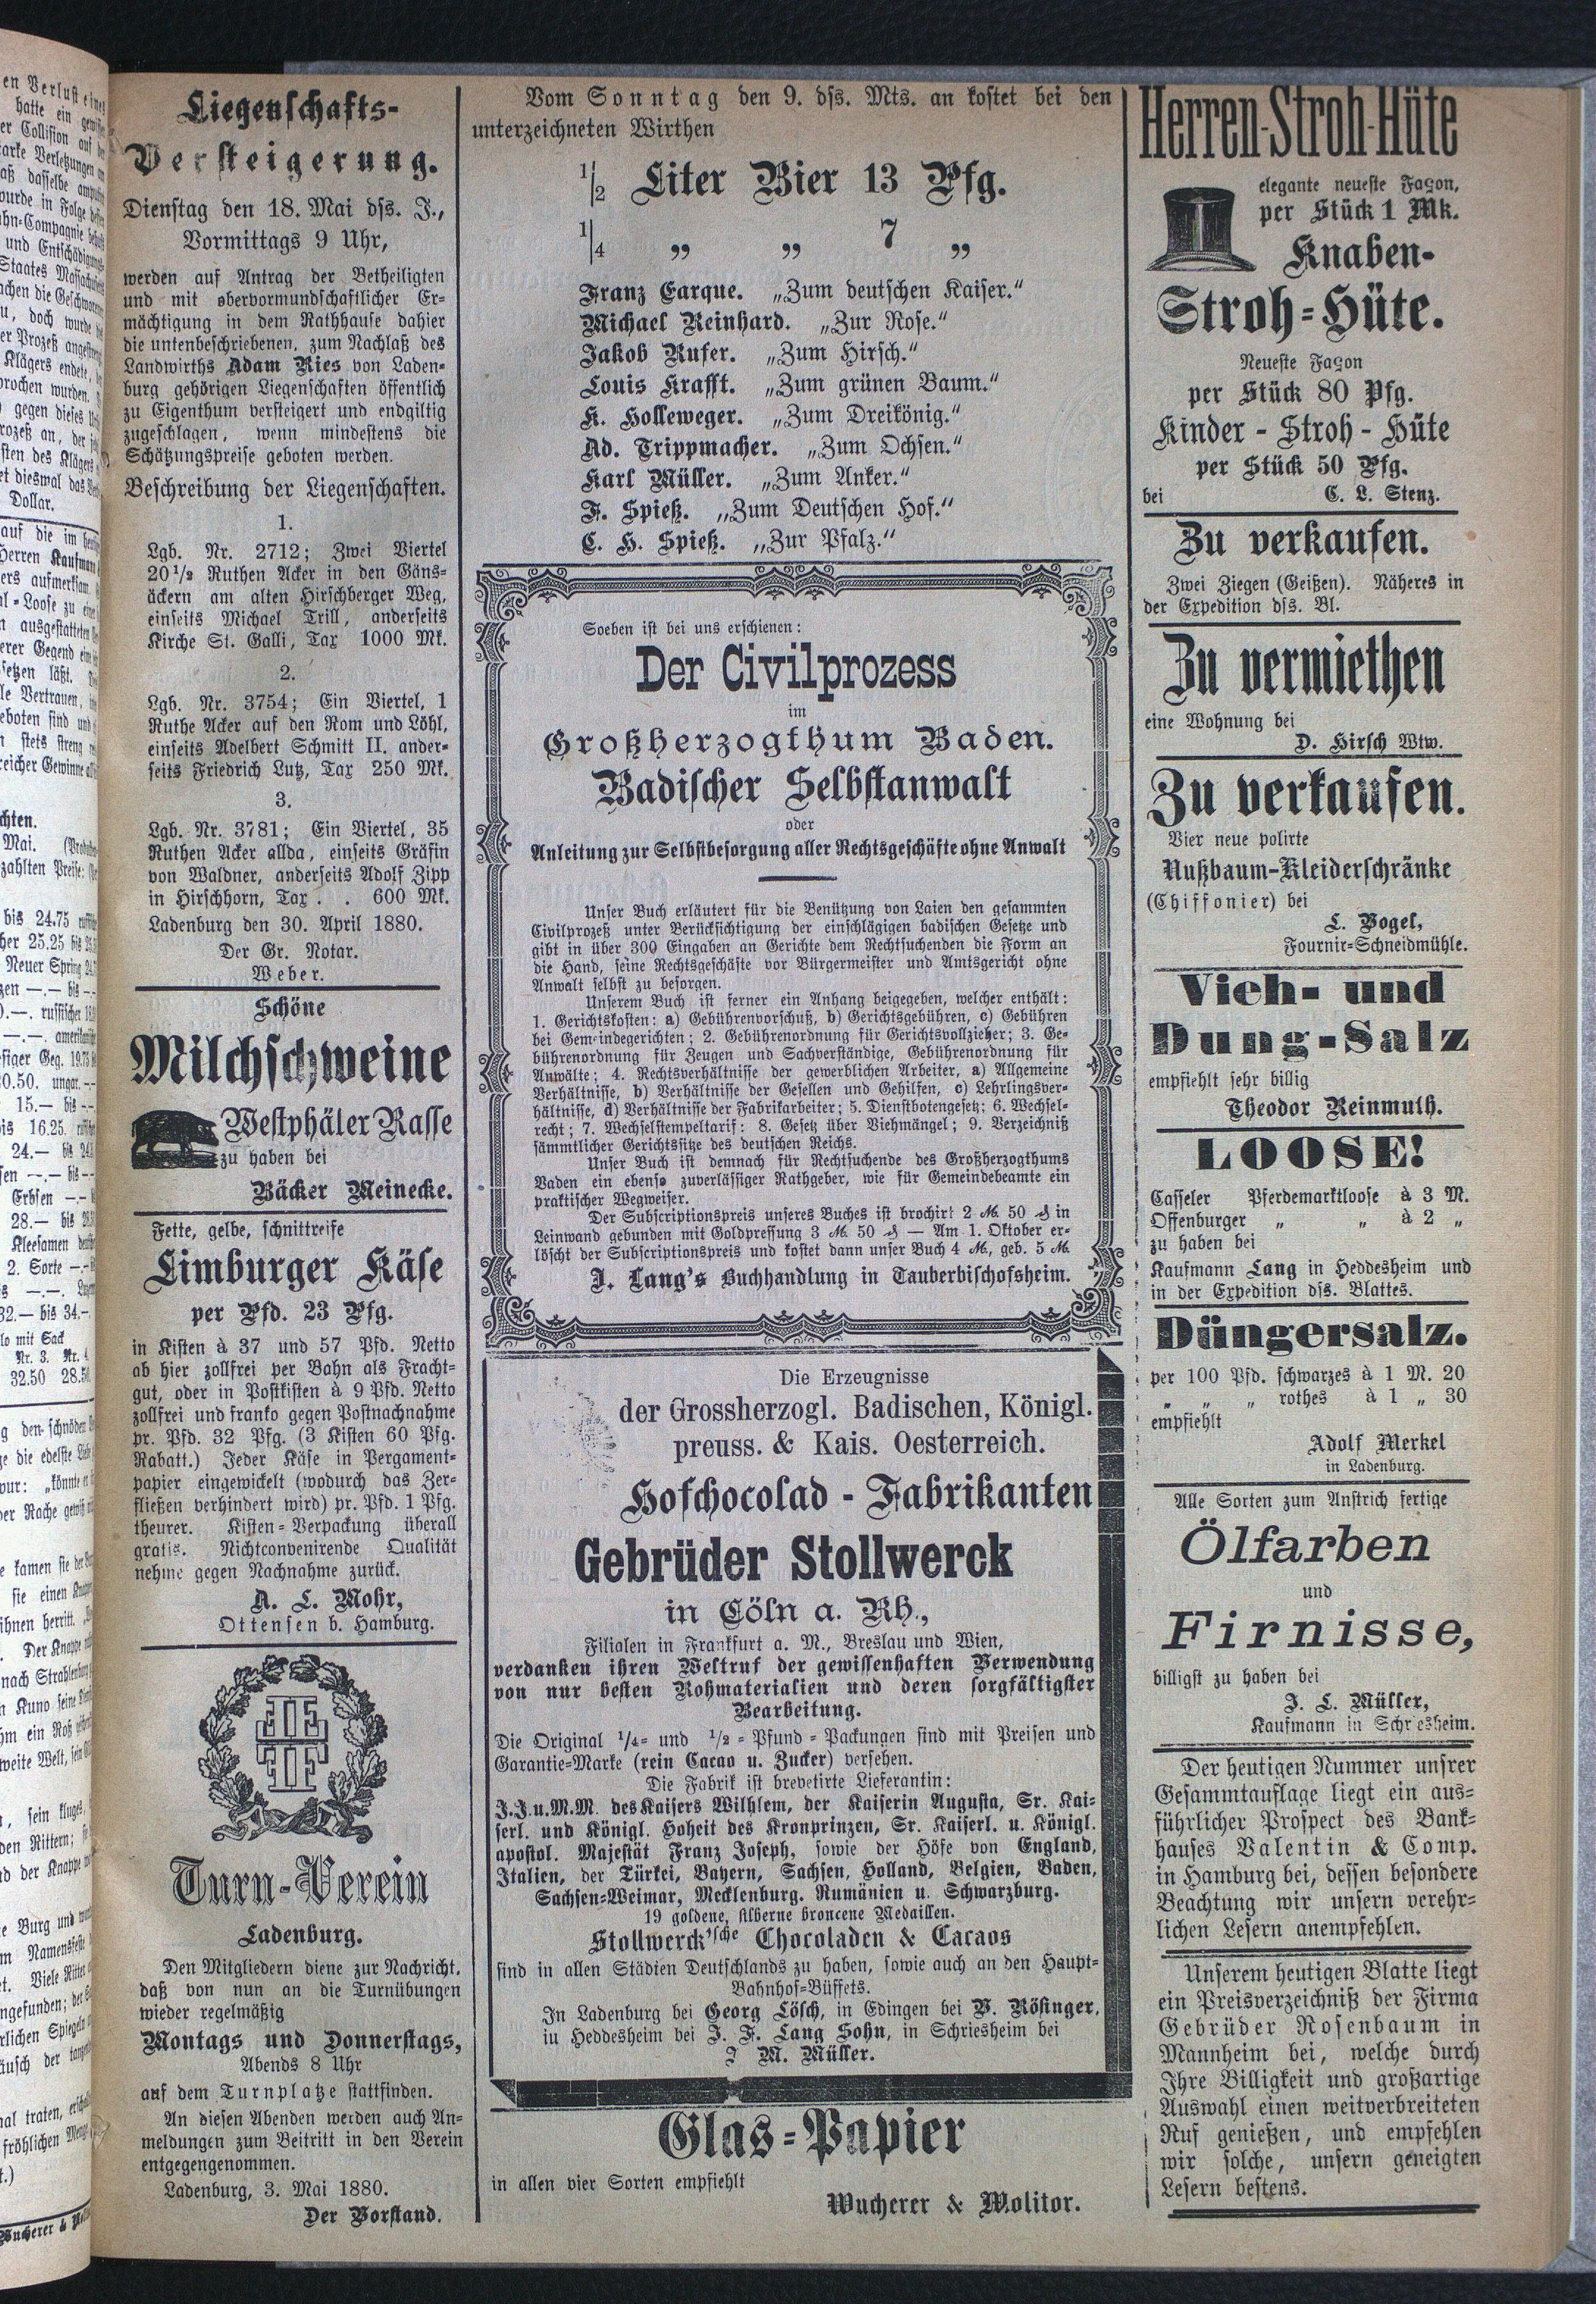 Liegenschafts-
Versteigerung.
Dienstag den 18. Mai dss. J.,
Vormittags 9 Uhr,
werden auf Antrag der Betheiligten
und mit obervormundschaftlicher Er-
mächtigung in dem Rathhause dahier
die untenbeschriebenen, zum Nachlaß des
Landwirths Adam Ries von Laden-
burg gehörigen Liegenschaften öffentlich
zu Eigenthum versteigert und endgiltig
zugeschlagen, wenn mindestens die
Schätzungspreise geboten werden.
Beschreibung der Liegenschaften.
1.
Lgb. Nr. 2712; Zwei Viertel
20 1/2 Ruthen Acker in den Gäns-
äckern am alten Hirschberger Weg,
einseits Michael Trill, anderseits
Kirche St. Galli, Tax 1000 Mk.
2.
Lgb. Nr. 3754; Ein Viertel, 1
Ruthe Acker auf den Rom und Löhl,
einseits Adelbert Schmitt II. ander-
seits Friedrich Lutz, Tax 250 Mk.
3.
Lgb. Nr. 3781; Ein Viertel, 35
Ruthen Acker allda, einseits Gräfin
von Waldner, anderseits Adolf Zipp
in Hirschhorn, Tax . . 600 Mk.
Ladenburg den 30. April 1880.
Der Gr. Notar.
Weber.
Schöne
Milchschweine
Westphäler Rasse
zu haben bei
Bäcker Meinecke.
Fette, gelbe, schnittreife
Limburger Käse
per Pfd. 23 Pfg.
in Kisten à 37 und 57 Pfd. Netto
ab hier zollfrei per Bahn als Fracht-
gut, oder in Postkisten à 9 Pfd. Netto
zollfrei und franko gegen Postnachnahme
pr. Pfd. 32 Pfg. (3 Kisten 60 Pfg.
Rabatt.) Jeder Käse in Pergament-
papier eingewickelt (wodurch das Zer-
fließen verhindert wird) pr. Pfd. 1 Pfg.
theurer. Kisten-Verpackung überall
gratis. Nichtconvenirende Qualität
nehme gegen Nachnahme zurück.
A. L. Mohr,
Ottensen b. Hamburg.
Turn-Verein
Ladenburg.
Den Mitgliedern diene zur Nachricht,
daß von nun an die Turnübungen
wieder regelmäßig
Montags und Donnerstags,
Abends 8 Uhr
auf dem Turnplatze stattfinden.
An diesen Abenden werden auch An-
meldungen zum Beitritt in den Verein
entgegengenommen.
Ladenburg, 3. Mai 1880.
Der Vorstand.
Vom Sonntag den 9. dss. Mts. an kostet bei den
unterzeichneten Wirthen
1/2 Liter Bier 13 Pfg.
1/4 „ „ 7 „
Franz Carque. „Zum deutschen Kaiser.“
Michael Reinhard. „Zur Rose.“
Jakob Rufer. „Zum Hirsch.“
Louis Krafft. „Zum grünen Baum.“
K. Holleweger. „Zum Dreikönig.“
Ad. Trippmacher. „Zum Ochsen.“
Karl Müller. „Zum Anker.“
F. Spieß. „Zum Deutschen Hof.“
C. H. Spieß. „Zur Pfalz.“
Soeben ist bei uns erschienen:
Der Civilprozess
im
Großherzogthum Baden.
Badischer Selbstanwalt
oder
Anleitung zur Selbstbesorgung aller Rechtsgeschäfte ohne Anwalt
Unser Buch erläutert für die Benützung von Laien den gesammten
Civilprozeß unter Berücksichtigung der einschlägigen badischen Gesetze und
gibt in über 300 Eingaben an Gerichte dem Rechtsuchenden die Form an
die Hand, seine Rechtsgeschäfte vor Bürgermeister und Amtsgericht ohne
Anwalt selbst zu besorgen.
Unserem Buch ist ferner ein Anhang beigegeben, welcher enthält:
1. Gerichtskosten: a) Gebührenvorschuß, b) Gerichtsgebühren, c) Gebühren
bei Gemeindegerichten; 2. Gebührenordnung für Gerichtsvollzieher; 3. Ge-
bührenordnung für Zeugen und Sachverständige, Gebührenordnung für
Anwälte; 4. Rechtsverhältnisse der gewerblichen Arbeiter, a) Allgemeine
Verhältnisse, b) Verhältnisse der Gesellen und Gehilfen, c) Lehrlingsver-
hältnisse, d) Verhältnisse der Fabrikarbeiter; 5. Dienstbotengesetz; 6. Wechsel-
recht; 7. Wechselstempeltarif: 8. Gesetz über Viehmängel; 9. Verzeichniß
sämmtlicher Gerichtssitze des deutschen Reichs.
Unser Buch ist demnach für Rechtsuchende des Großherzogthums
Baden ein ebenso zuverlässiger Rathgeber, wie für Gemeindebeamte ein
praktischer Wegweiser.
Der Subscriptionspreis unseres Buches ist brochirt 2 M. 50 ₰ in
Leinwand gebunden mit Goldpressung 3 M. 50 ₰ — Am 1. Oktober er-
löscht der Subscriptionspreis und kostet dann unser Buch 4 M., geb. 5 M.
J. Lang's Buchhandlung in Tauberbischofsheim.
Die Erzeugnisse
der Grossherzogl. Badischen, Königl.
preuss. & Kais. Oesterreich.
Hofchocolad - Fabrikanten
Gebrüder Stollwerck
in Cöln a. Rh.,
Filialen in Frankfurt a. M., Breslau und Wien,
verdanken ihren Weltruf der gewissenhaften Verwendung
von nur besten Rohmaterialien und deren sorgfältigster
Bearbeitung.
Die Original 1/4- und 1/2-Pfund-Packungen sind mit Preisen und
Garantie-Marke (rein Cacao u. Zucker) versehen.
Die Fabrik ist brevetirte Lieferantin:
I.I.u.M.M. des Kaisers Wilhlem, der Kaiserin Augusta, Sr. Kai-
serl. und Königl. Hoheit des Kronprinzen, Sr. Kaiserl. u. Königl.
apostol. Majestät Franz Joseph, sowie der Höfe von England,
Italien, der Türkei, Bayern, Sachsen, Holland, Belgien, Baden,
Sachsen-Weimar, Mecklenburg. Rumänien u. Schwarzburg.
19 goldene, silberne broncene Medaillen.
Stollwerck'sche Chocoladen & Cacaos
sind in allen Städien Deutschlands zu haben, sowie auch an den Haupt-
Bahnhof-Büffets.
In Ladenburg bei Georg Lösch, in Edingen bei P. Rösinger,
iu Heddesheim bei J. F. Lang Sohn, in Schriesheim bei
J M. Müller.
Glas-Papier
in allen vier Sorten empfiehlt
Wucherer & Molitor.
Herren-Stroh-Hüte
elegante neueste Façon,
per Stück 1 Mk.
Knaben-
Stroh-Hüte.
Neueste Façon
per Stück 80 Pfg.
Kinder - Stroh - Hüte
per Stück 50 Pfg.
bei C. L. Stenz.
Zu verkaufen.
Zwei Ziegen (Geißen). Näheres in
der Expedition dss. Bl.
Zu vermiethen
eine Wohnung bei
D. Hirsch Wtw.
Zu verkaufen.
Vier neue polirte
Nußbaum-Kleiderschränke
(Chiffonier) bei
L. Vogel,
Fournir-Schneidmühle.
Vieh- und
Dung-Salz
empfiehlt sehr billig
Theodor Reinmuth.
LOOSE!
Casseler Pferdemarktloose à 3 M.
Offenburger „ „ à 2 „
zu haben bei
Kaufmann Lang in Heddesheim und
in der Expedition dss. Blattes.
Düngersalz.
per 100 Pfd. schwarzes à 1 M. 20
„ „ „ rothes à 1 „ 30
empfiehlt
Adolf Merkel
in Ladenburg.
Alle Sorten zum Anstrich fertige
Ölfarben
und
Firnisse,
billigst zu haben bei
J. L. Müller,
Kaufmann in Schriesheim.
Der heutigen Nummer unsrer
Gesammtauflage liegt ein aus-
führlicher Prospect des Bank-
hauses Valentin & Comp.
in Hamburg bei, dessen besondere
Beachtung wir unsern verehr-
lichen Lesern anempfehlen.
Unserem heutigen Blatte liegt
ein Preisverzeichniß der Firma
Gebrüder Rosenbaum in
Mannheim bei, welche durch
Ihre Billigkeit und großartige
Auswahl einen weitverbreiteten
Ruf genießen, und empfehlen
wir solche, unsern geneigten
Lesern bestens.